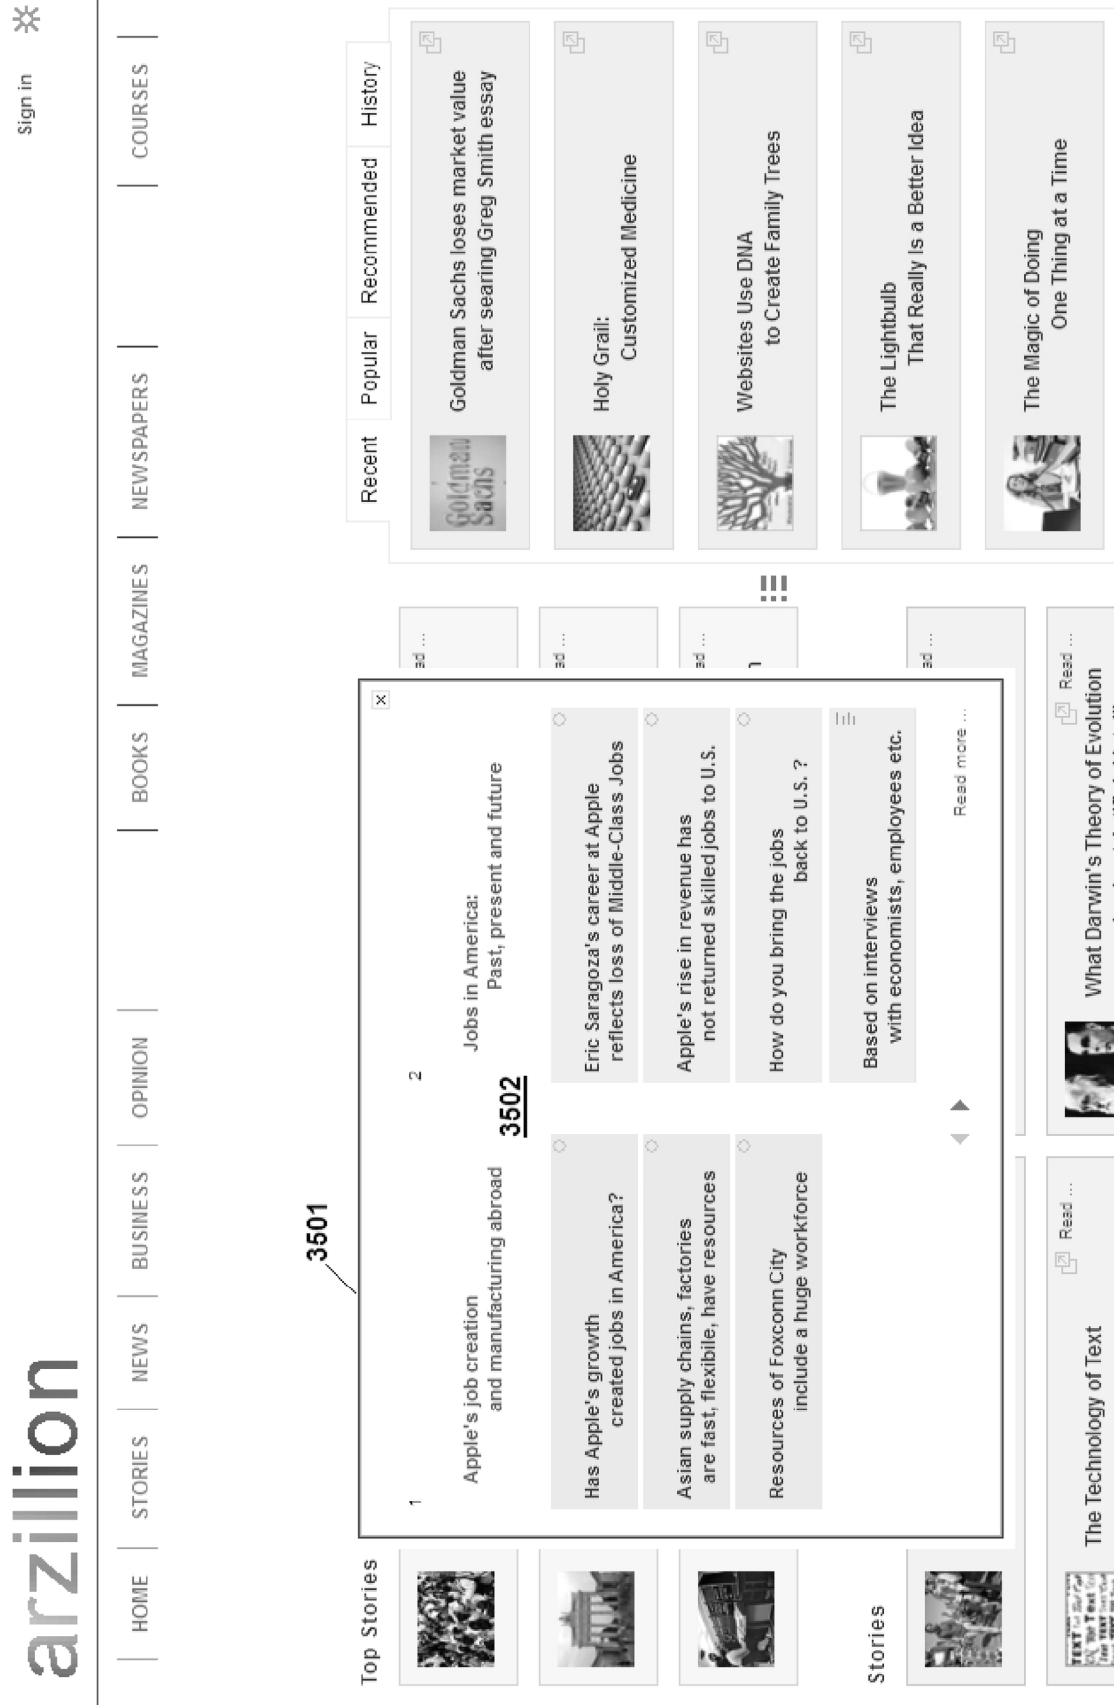 arzillion
Sign in
HOME
STORIES
NEWS
BUSINESS
OPINION
BOOKS
MAGAZINES
NEWSPAPERS
COURSES
3501
Top Stories
ad ...
ad ...
ad ...
1
Apple's job creation
and manufacturing abroad
Has Apple's growth
created jobs in America?
Asian supply chains, factories
are fast, flexibile, have resources
Resources of Foxconn City
include a huge workforce
3502
2
Jobs in America:
Past, present and future
Eric Saragoza's career at Apple
reflects loss of Middle-Class Jobs
Apple's rise in revenue has
not returned skilled jobs to U.S.
How do you bring the jobs
back to U.S. ?
Based on interviews
with economists, employees etc.
Read more ...
x
Recent
Popular
Recommended
History
Goldman
Sachs
Goldman Sachs loses market value
after searing Greg Smith essay
Holy Grail:
Customized Medicine
Websites Use DNA
to Create Family Trees
The Lightbulb
That Really Is a Better Idea
The Magic of Doing
One Thing at a Time
Stories
ad ...
Read ...
The Technology of Text
Read ...
What Darwin's Theory of Evolution